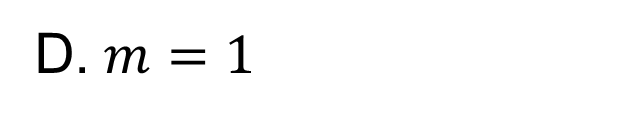 D. m = 1